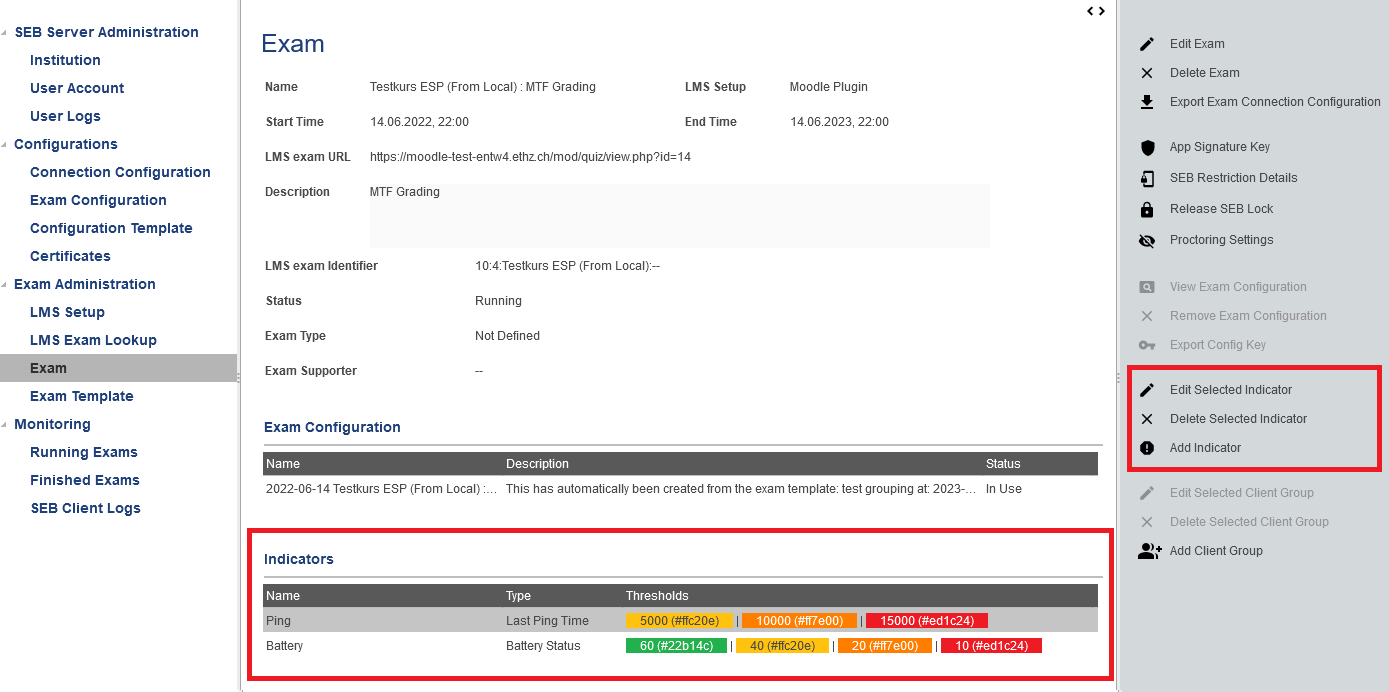 SEB Server Administration
Institution
User Account
User Logs
Configurations
Connection Configuration
Exam Configuration
Configuration Template
Certificates
Exam Administration
LMS Setup
LMS Exam Lookup
Exam
Exam Template
Monitoring
Running Exams
Finished Exams
SEB Client Logs
Exam
Name Testkurs ESP (From Local) : MTF Grading LMS Setup Moodle Plugin
Start Time 14.06.2022, 22:00 End Time 14.06.2023, 22:00
LMS exam URL https://moodle-test-entw4.ethz.ch/mod/quiz/view.php?id=14
Description MTF Grading
LMS exam Identifier 10:4:Testkurs ESP (From Local):--
Status Running
Exam Type Not Defined
Exam Supporter --
Exam Configuration
Name Description Status
2022-06-14 Testkurs ESP (From Local) :... This has automatically been created from the exam template: test grouping at: 2023-... In Use
Indicators
Name Type Thresholds
Ping Last Ping Time 5000 (#ffc20e) | 10000 (#ff7e00) | 15000 (#ed1c24)
Battery Battery Status 60 (#22b14c) | 40 (#ffc20e) | 20 (#ff7e00) | 10 (#ed1c24)
Edit Exam
Delete Exam
Export Exam Connection Configuration
App Signature Key
SEB Restriction Details
Release SEB Lock
Proctoring Settings
View Exam Configuration
Remove Exam Configuration
Export Config Key
Edit Selected Indicator
Delete Selected Indicator
Add Indicator
Edit Selected Client Group
Delete Selected Client Group
Add Client Group